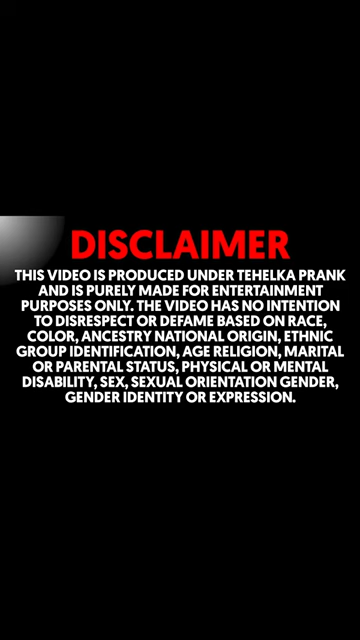 DISCLAIMER
THIS VIDEO IS PRODUCED UNDER TEHELKA PRANK
AND IS PURELY MADE FOR ENTERTAINMENT
PURPOSES ONLY. THE VIDEO HAS NO INTENTION
TO DISRESPECT OR DEFAME BASED ON RACE,
COLOR, ANCESTRY NATIONAL ORIGIN, ETHNIC
GROUP IDENTIFICATION, AGE RELIGION, MARITAL
OR PARENTAL STATUS, PHYSICAL OR MENTAL
DISABILITY, SEX, SEXUAL ORIENTATION GENDER,
GENDER IDENTITY OR EXPRESSION.